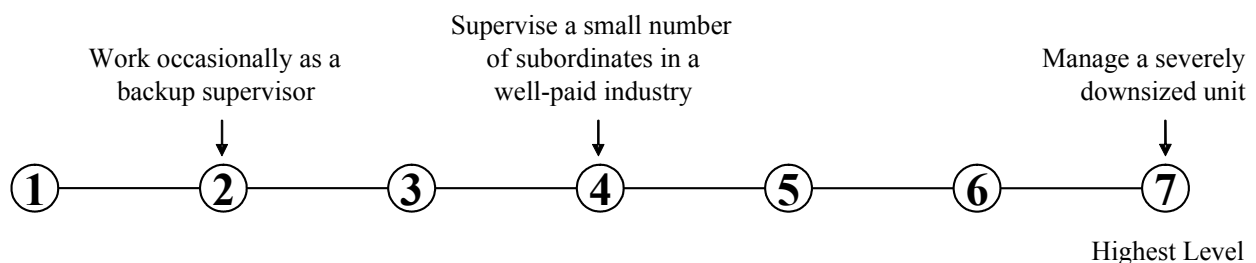 Work occasionally as a
backup supervisor
Supervise a small number
of subordinates in a
well-paid industry
Manage a severely
downsized unit
1 2 3 4 5 6 7
Highest Level